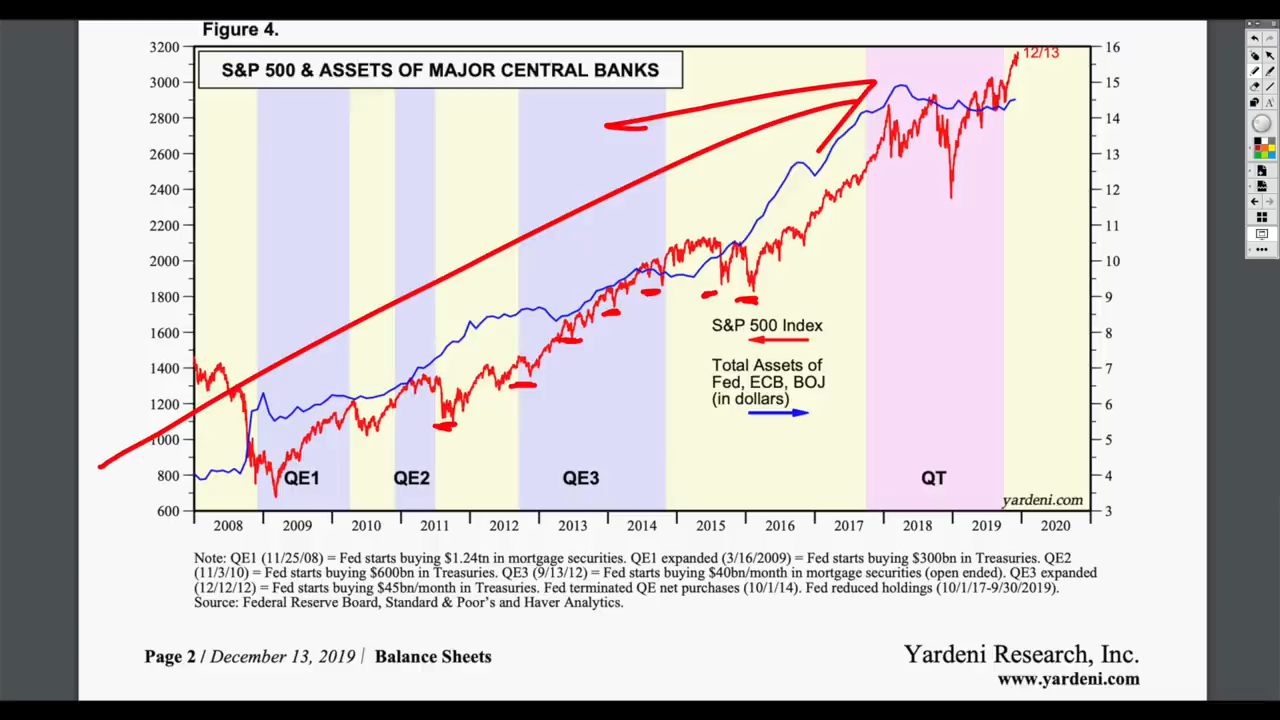 Figure 4.
S&P 500 & ASSETS OF MAJOR CENTRAL BANKS
12/13
3200
3000
2800
2600
2400
2200
2000
1800
1600
1400
1200
1000
800
600
16
15
14
13
12
11
10
9
8
7
6
5
4
3
S&P 500 Index
Total Assets of
Fed, ECB, BOJ
(in dollars)
QE1
QE2
QE3
QT
yardeni.com
2008 2009 2010 2011 2012 2013 2014 2015 2016 2017 2018 2019 2020
Note: QE1 (11/25/08) = Fed starts buying $1.24tn in mortgage securities. QE1 expanded (3/16/2009) = Fed starts buying $300bn in Treasuries. QE2
(11/3/10) = Fed starts buying $600bn in Treasuries. QE3 (9/13/12) = Fed starts buying $40bn/month in mortgage securities (open ended). QE3 expanded
(12/12/12) = Fed starts buying $45bn/month in Treasuries. Fed terminated QE net purchases (10/1/14). Fed reduced holdings (10/1/17-9/30/2019).
Source: Federal Reserve Board, Standard & Poor's and Haver Analytics.
Page 2 / December 13, 2019 | Balance Sheets
Yardeni Research, Inc.
www.yardeni.com